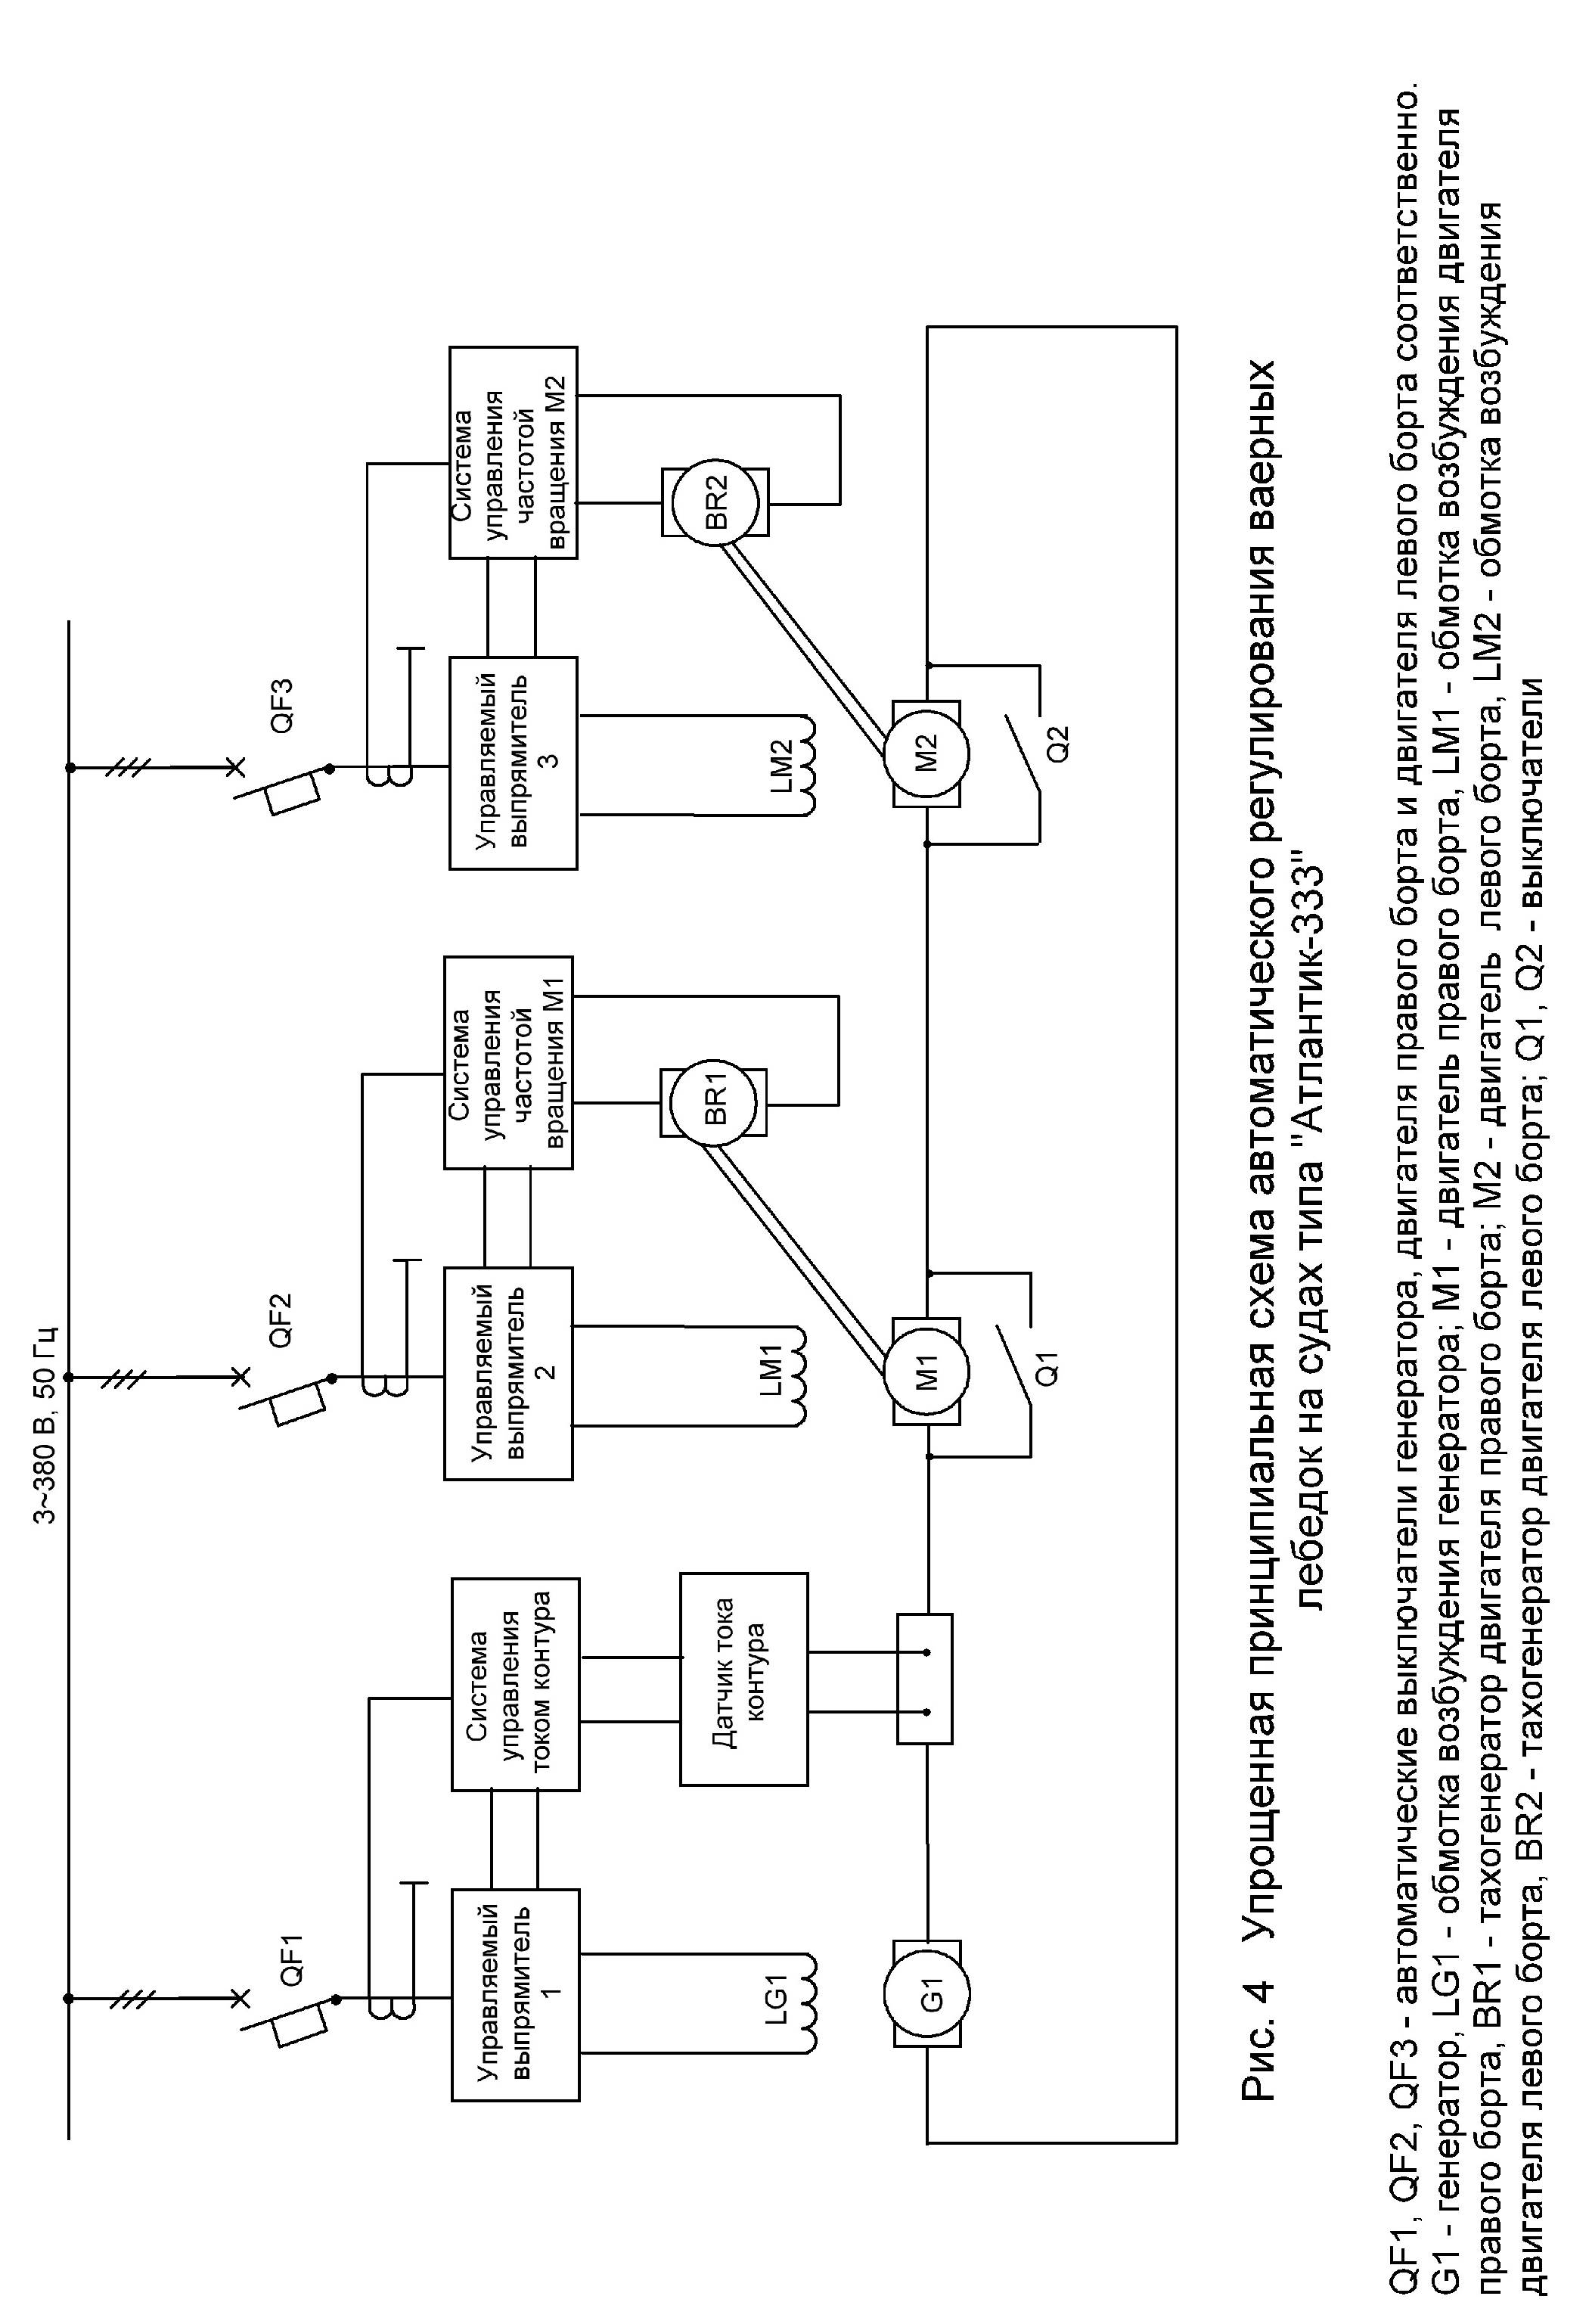 3~380 В, 50 Гц
QF1
QF2
QF3
Управляемый
выпрямитель
1
Система
управления
током контура
Управляемый
выпрямитель
2
Система
управления
частотой
вращения М1
Управляемый
выпрямитель
3
Система
управления
частотой
вращения М2
LG1
Датчик тока
контура
LM1
BR1
LM2
BR2
G1
M1
M2
Q1
Q2
Рис. 4 Упрощенная принципиальная схема автоматического регулирования ваерных
лебедок на судах типа "Атлантик-333"
QF1, QF2, QF3 - автоматические выключатели генератора, двигателя правого борта и двигателя левого борта соответственно.
G1 - генератор, LG1 - обмотка возбуждения генератора; М1 - двигатель правого борта, LM1 - обмотка возбуждения двигателя
правого борта, BR1 - тахогенератор двигателя правого борта; М2 - двигатель левого борта, LM2 - обмотка возбуждения
двигателя левого борта, BR2 - тахогенератор двигателя левого борта; Q1, Q2 - выключатели